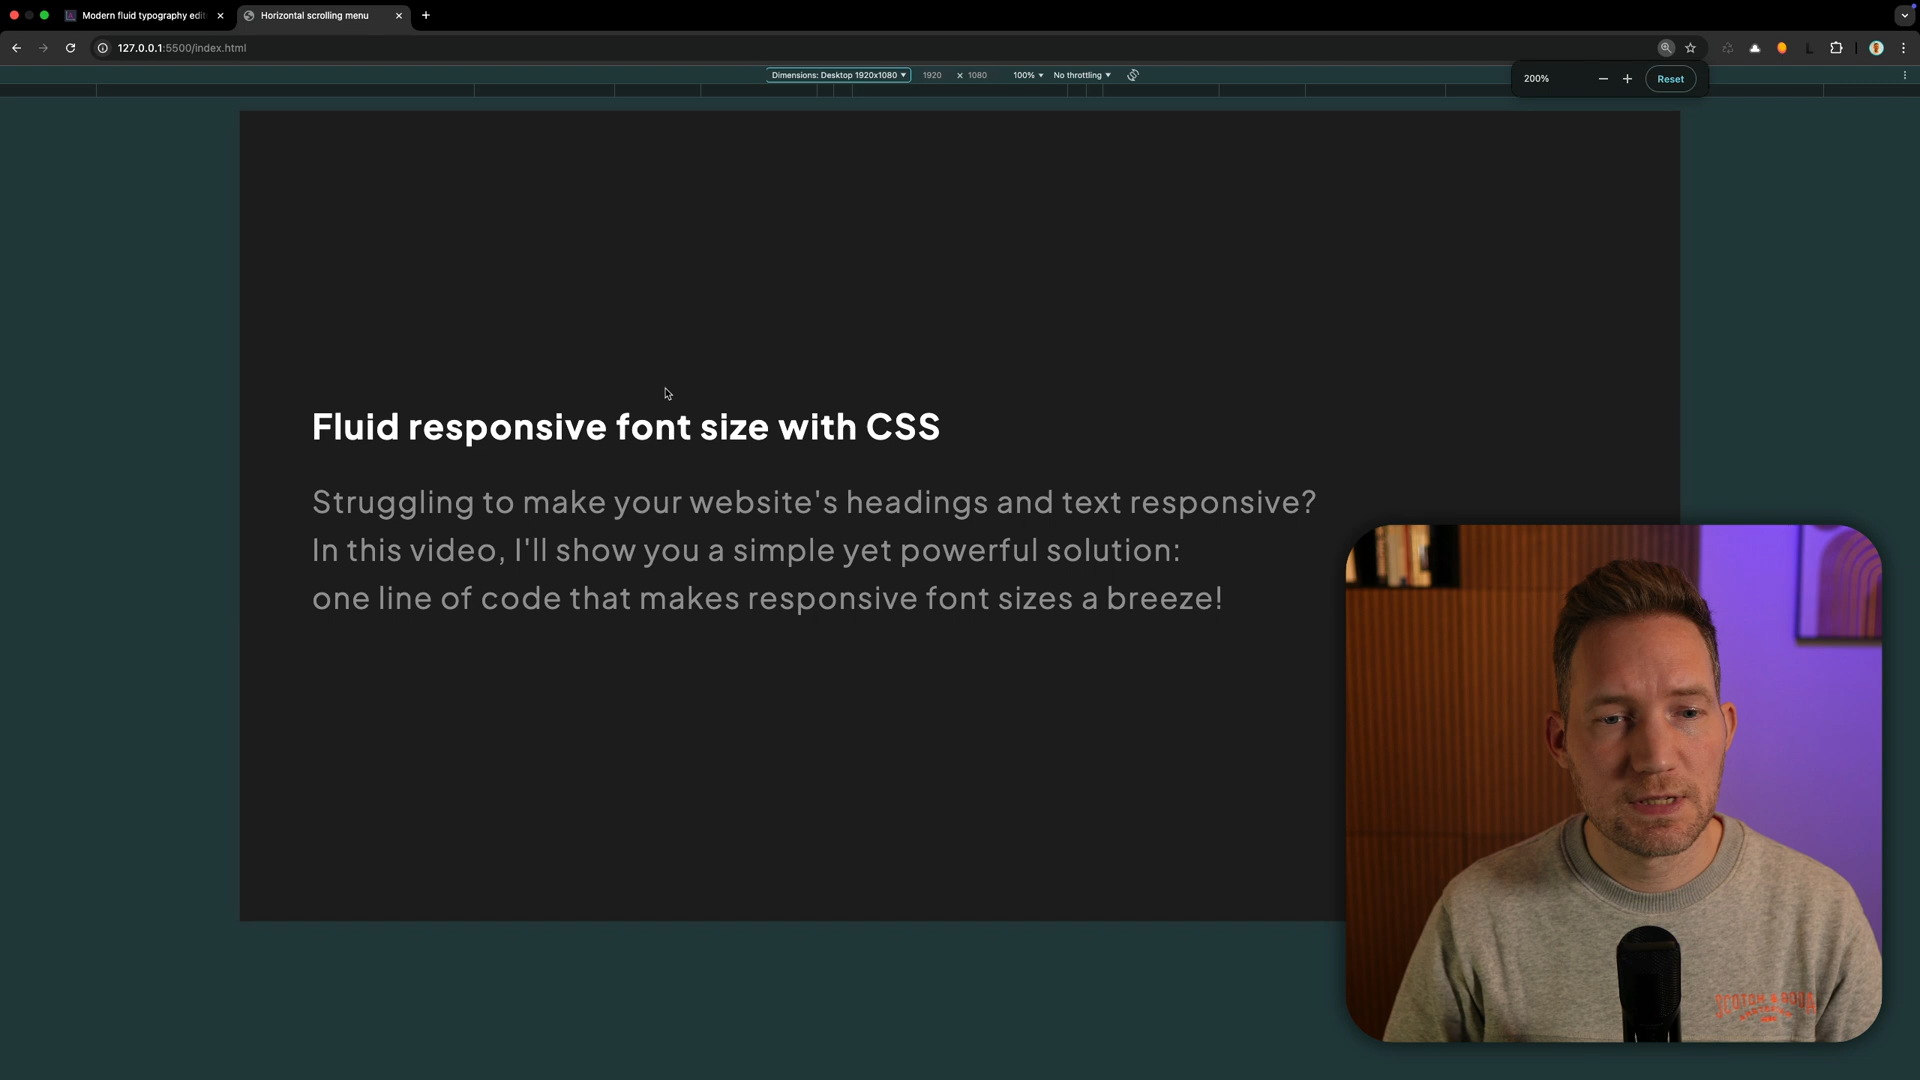 Modern fluid typography edit
Horizontal scrolling menu
127.0.0.1:5500/index.html
Dimensions: Desktop 1920x1080 ▾ 1920 × 1080 100% ▾ No throttling ▾
200% − + Reset
Fluid responsive font size with CSS
Struggling to make your website's headings and text responsive?
In this video, I'll show you a simple yet powerful solution:
one line of code that makes responsive font sizes a breeze!